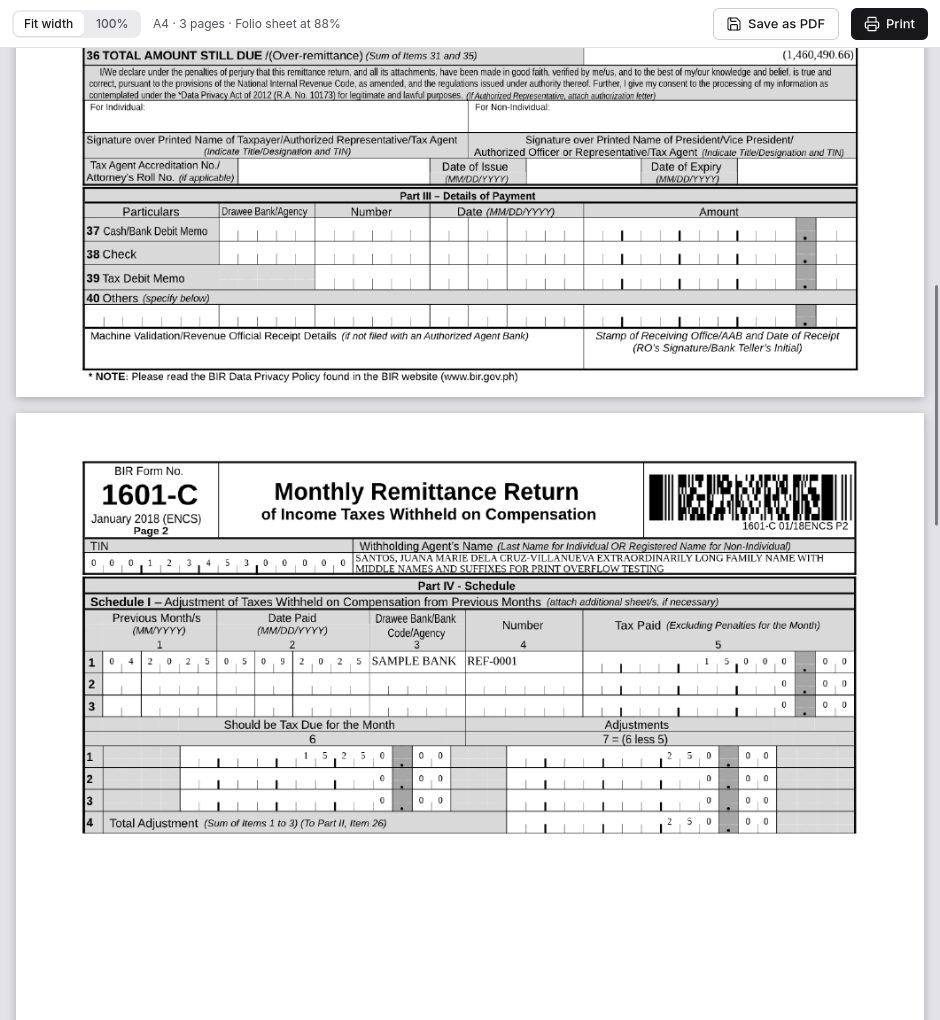 Fit width 100% A4 · 3 pages · Folio sheet at 88% Save as PDF Print
36 TOTAL AMOUNT STILL DUE /(Over-remittance) (Sum of Items 31 and 35) (1,460,490.66)
I/We declare under the penalties of perjury that this remittance return, and all its attachments, have been made in good faith, verified by me/us, and to the best of my/our knowledge and belief, is true and
correct, pursuant to the provisions of the National Internal Revenue Code, as amended, and the regulations issued under authority thereof. Further, I give my consent to the processing of my information as
contemplated under the *Data Privacy Act of 2012 (R.A. No. 10173) for legitimate and lawful purposes. (If Authorized Representative, attach authorization letter)
For Individual: For Non-Individual:
Signature over Printed Name of Taxpayer/Authorized Representative/Tax Agent
(Indicate Title/Designation and TIN)
Signature over Printed Name of President/Vice President/
Authorized Officer or Representative/Tax Agent (Indicate Title/Designation and TIN)
Tax Agent Accreditation No./
Attorney's Roll No. (if applicable)
Date of Issue
(MM/DD/YYYY)
Date of Expiry
(MM/DD/YYYY)
Part III – Details of Payment
Particulars Drawee Bank/Agency Number Date (MM/DD/YYYY) Amount
37 Cash/Bank Debit Memo .
38 Check .
39 Tax Debit Memo .
40 Others (specify below)
.
Machine Validation/Revenue Official Receipt Details (if not filed with an Authorized Agent Bank)
Stamp of Receiving Office/AAB and Date of Receipt
(RO's Signature/Bank Teller's Initial)
* NOTE: Please read the BIR Data Privacy Policy found in the BIR website (www.bir.gov.ph)
BIR Form No.
1601-C
January 2018 (ENCS)
Page 2
Monthly Remittance Return
of Income Taxes Withheld on Compensation
1601-C 01/18ENCS P2
TIN Withholding Agent's Name (Last Name for Individual OR Registered Name for Non-Individual)
0 0 0 1 2 3 4 5 3 0 0 0 0 0
SANTOS, JUANA MARIE DELA CRUZ-VILLANUEVA EXTRAORDINARILY LONG FAMILY NAME WITH
MIDDLE NAMES AND SUFFIXES FOR PRINT OVERFLOW TESTING
Part IV - Schedule
Schedule I – Adjustment of Taxes Withheld on Compensation from Previous Months (attach additional sheet/s, if necessary)
Previous Month/s
(MM/YYYY)
1
Date Paid
(MM/DD/YYYY)
2
Drawee Bank/Bank
Code/Agency
3
Number
4
Tax Paid (Excluding Penalties for the Month)
5
1 0 4 2 0 2 5 0 5 0 9 2 0 2 5 SAMPLE BANK REF-0001 1 5 0 0 0 . 0 0
2 0 . 0 0
3 0 . 0 0
Should be Tax Due for the Month Adjustments
6 7 = (6 less 5)
1 1 5 2 5 0 . 0 0 2 5 0 . 0 0
2 0 . 0 0 0 . 0 0
3 0 . 0 0 0 . 0 0
4 Total Adjustment (Sum of Items 1 to 3) (To Part II, Item 26) 2 5 0 . 0 0